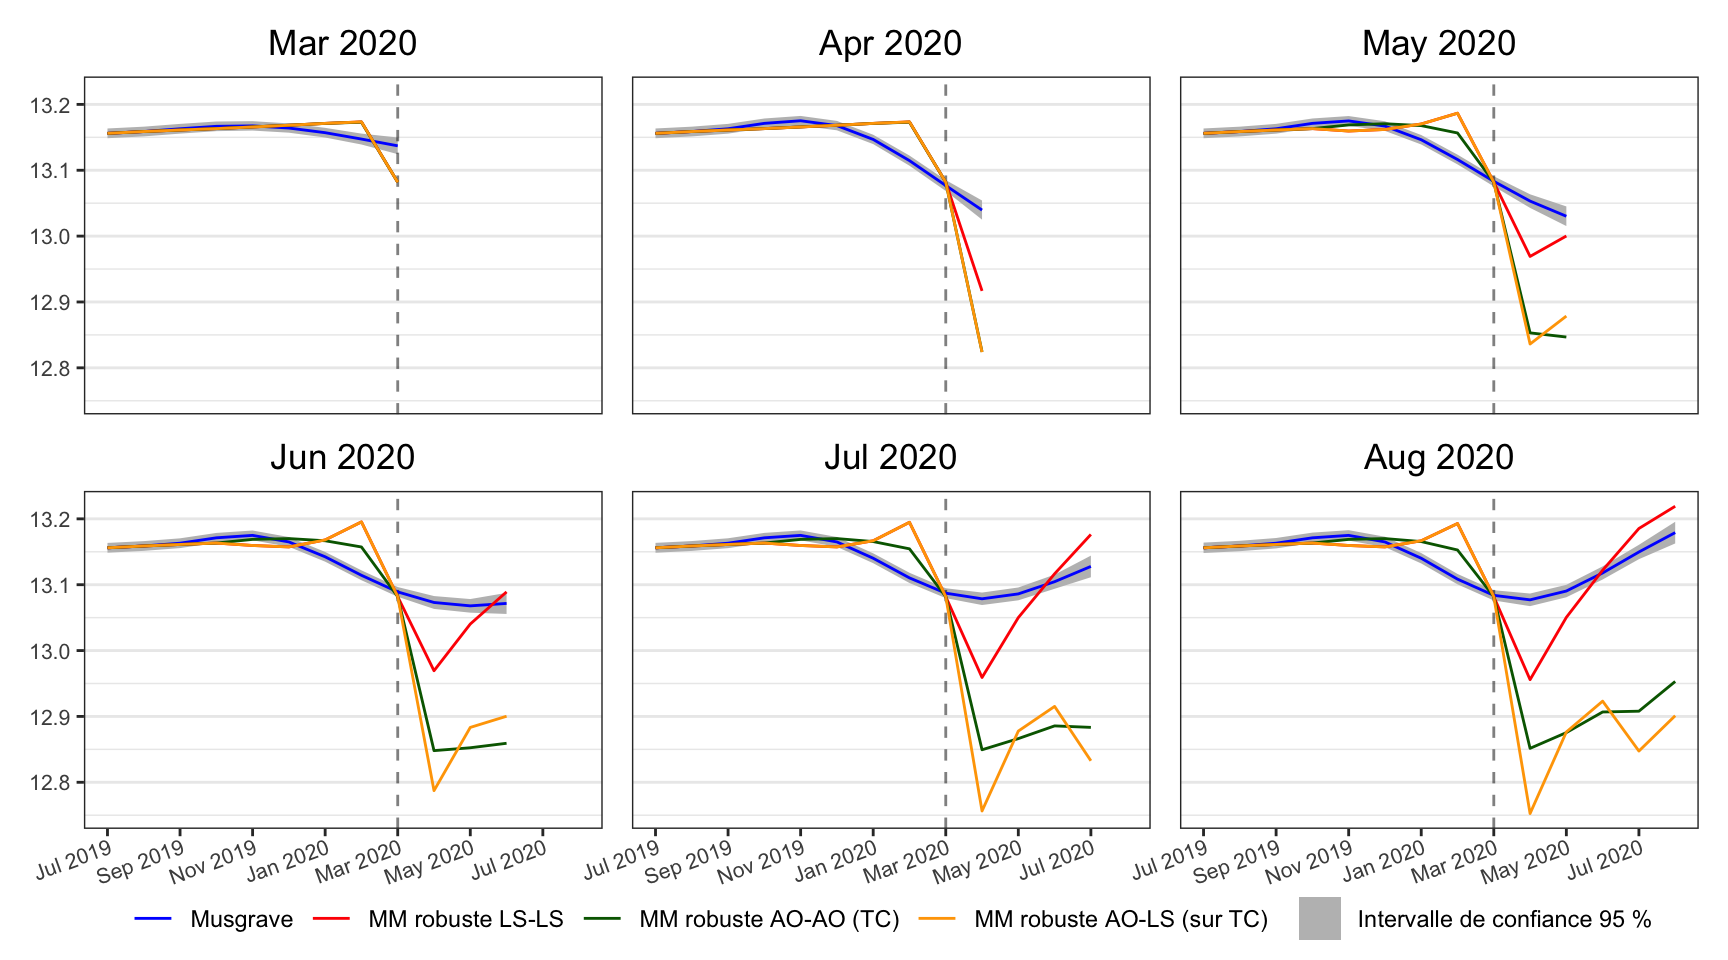 Mar 2020 Apr 2020 May 2020
13.2
13.1
13.0
12.9
12.8
Jun 2020 Jul 2020 Aug 2020
13.2
13.1
13.0
12.9
12.8
Jul 2019 Sep 2019 Nov 2019 Jan 2020 Mar 2020 May 2020 Jul 2020 Jul 2019 Sep 2019 Nov 2019 Jan 2020 Mar 2020 May 2020 Jul 2020 Jul 2019 Sep 2019 Nov 2019 Jan 2020 Mar 2020 May 2020 Jul 2020
Musgrave MM robuste LS-LS MM robuste AO-AO (TC) MM robuste AO-LS (sur TC) Intervalle de confiance 95 %